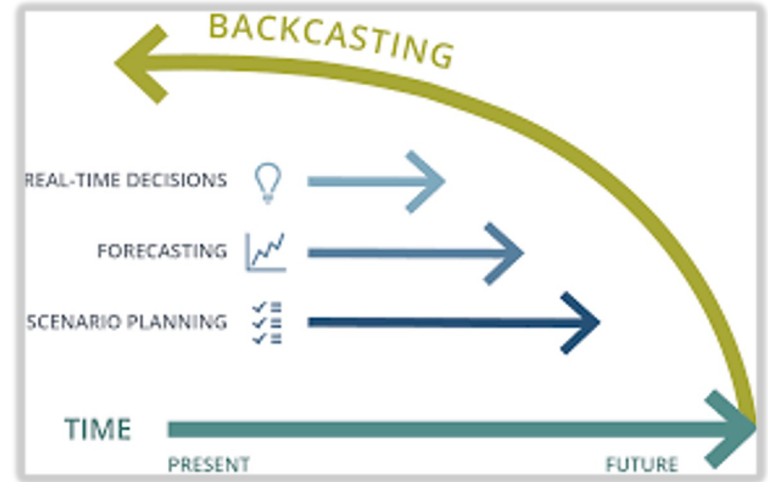 BACKCASTING
REAL-TIME DECISIONS
FORECASTING
SCENARIO PLANNING
TIME
PRESENT
FUTURE